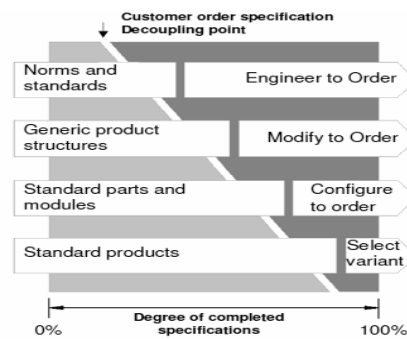 Customer order specification
Decoupling point
Norms and
standards
Engineer to Order
Generic product
structures
Modify to Order
Standard parts and
modules
Configure
to order
Standard products
Select
variant
Degree of completed
specifications
0%
100%